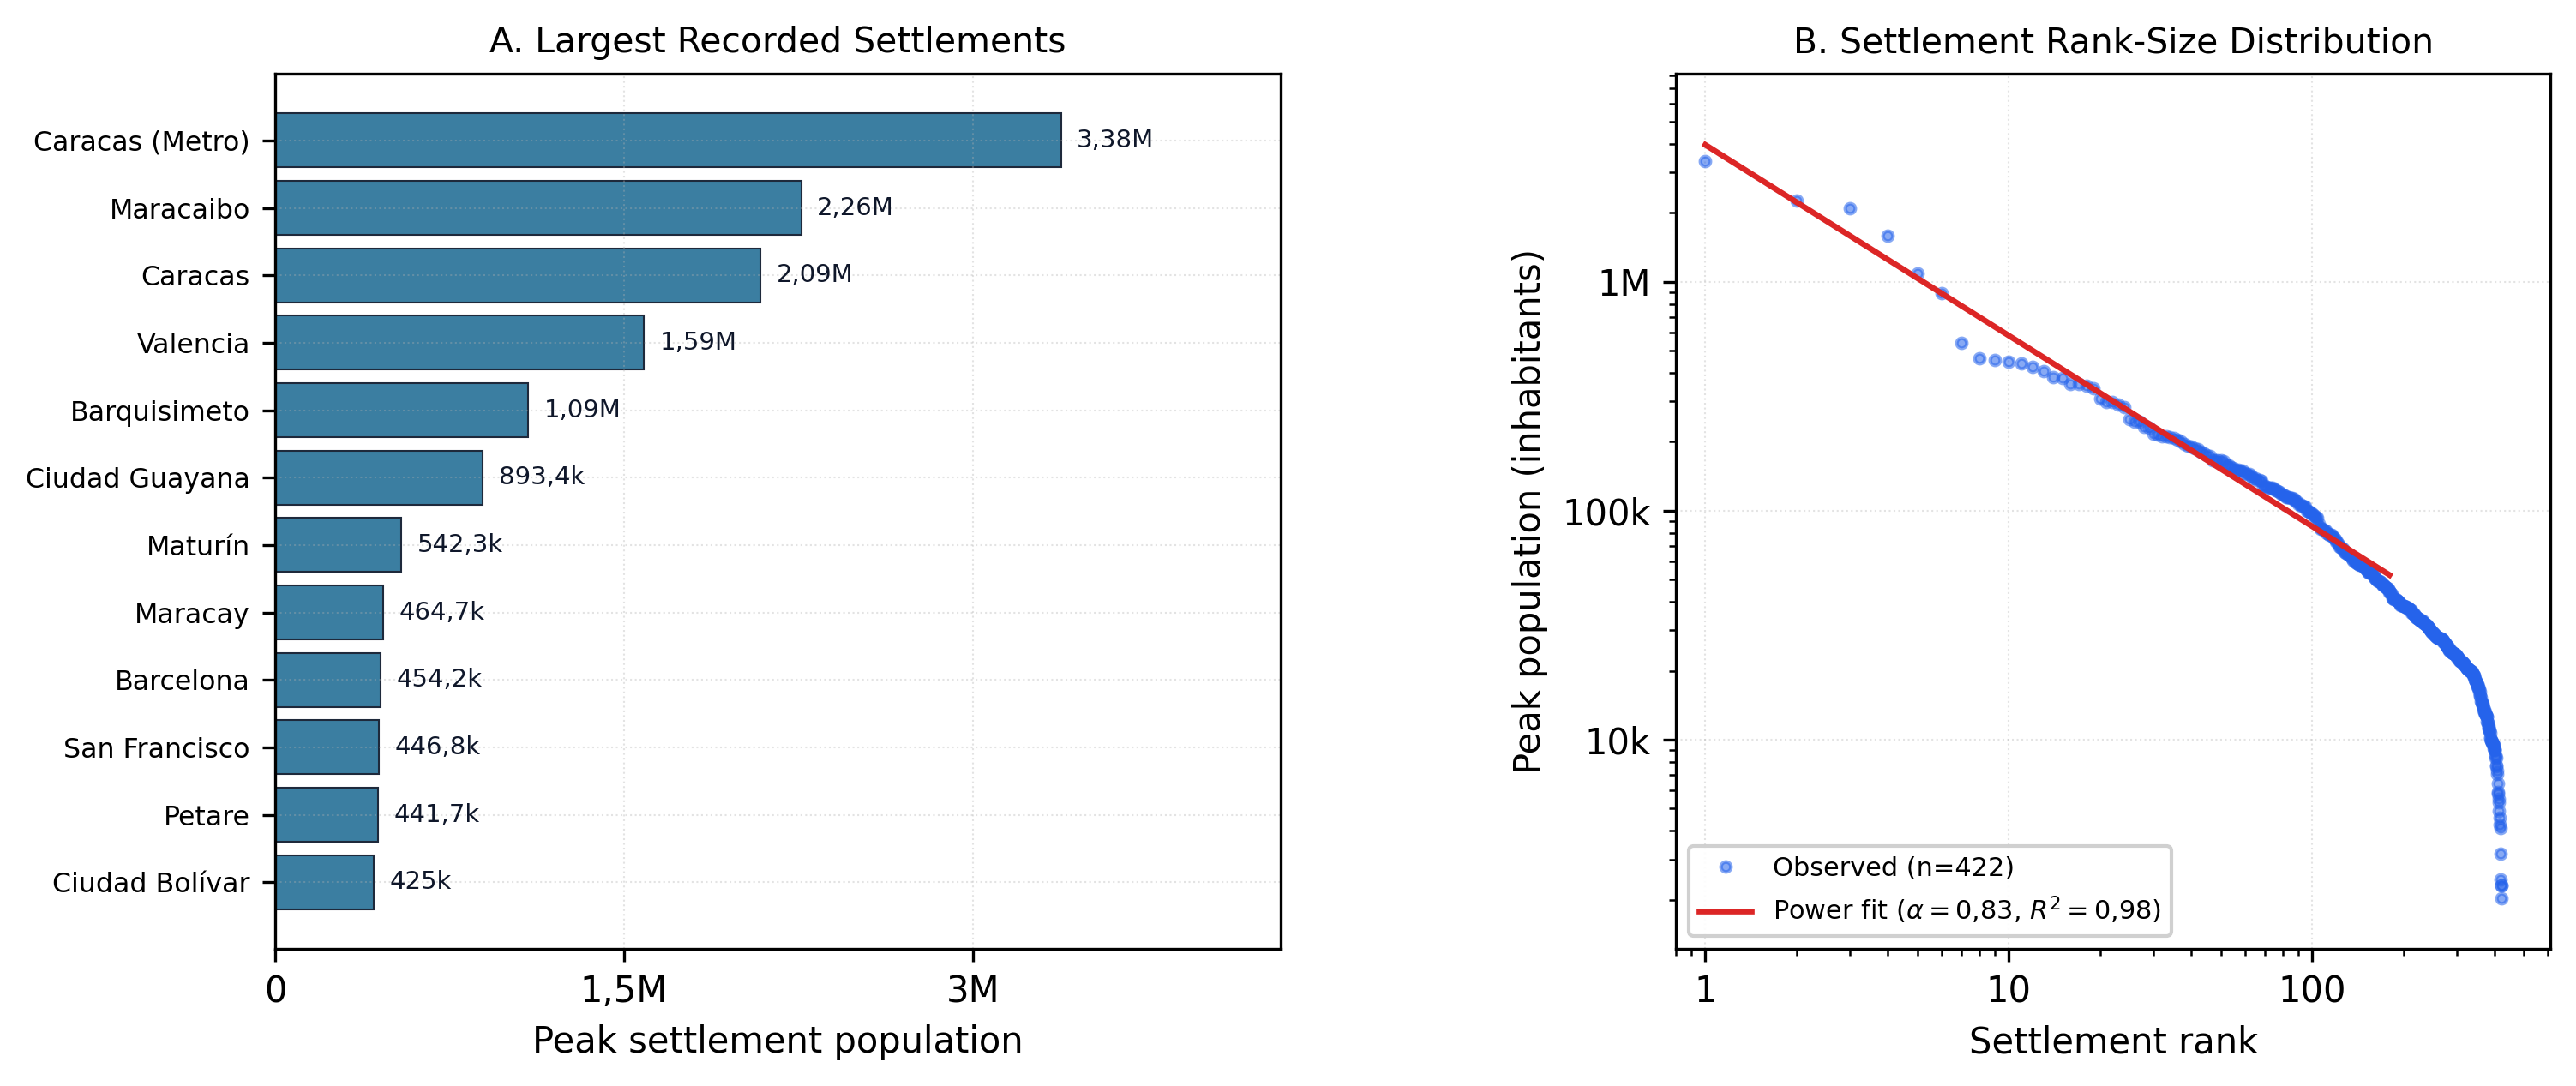 A. Largest Recorded Settlements
Caracas (Metro)
3,38M
Maracaibo
2,26M
Caracas
2,09M
Valencia
1,59M
Barquisimeto
1,09M
Ciudad Guayana
893,4k
Maturín
542,3k
Maracay
464,7k
Barcelona
454,2k
San Francisco
446,8k
Petare
441,7k
Ciudad Bolívar
425k
0
1,5M
3M
Peak settlement population
B. Settlement Rank-Size Distribution
Peak population (inhabitants)
1M
100k
10k
Observed (n=422)
Power fit (α = 0,83, R² = 0,98)
1
10
100
Settlement rank